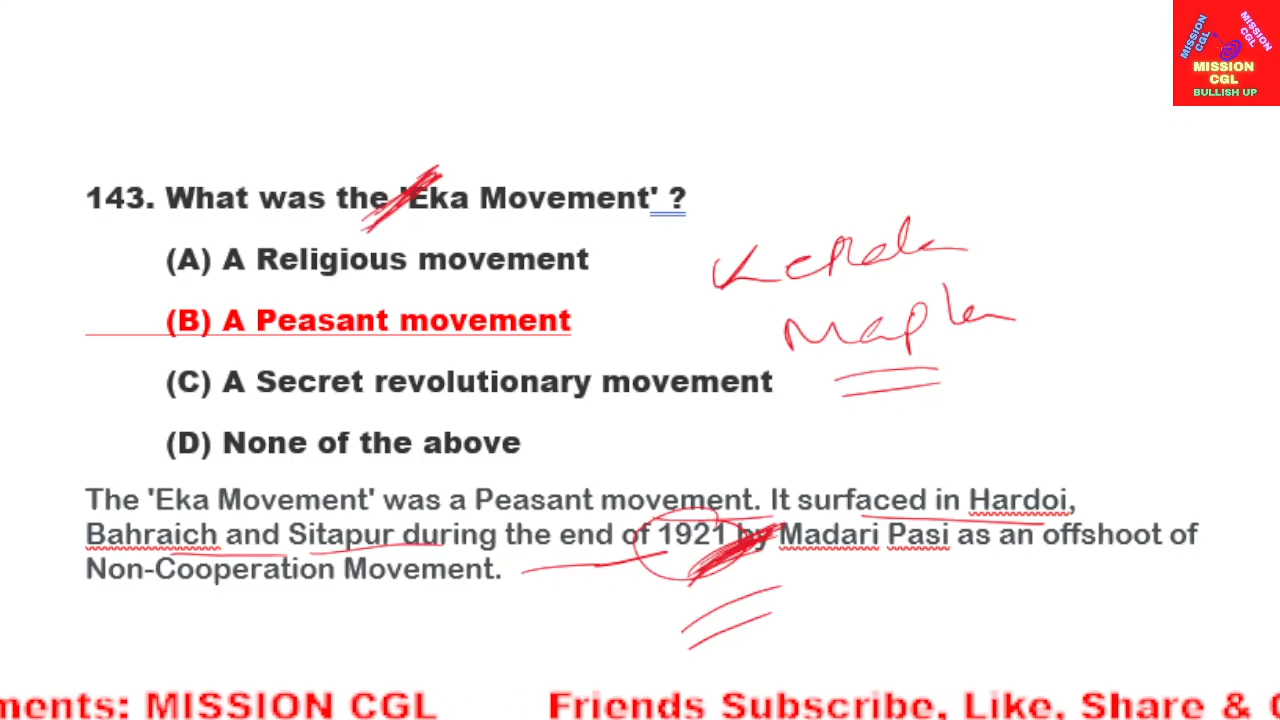 MISSION CGL
MISSION CGL
MISSION
CGL
BULLISH UP
143. What was the 'Eka Movement' ?
(A) A Religious movement
Kerala
(B) A Peasant movement
Mapla
(C) A Secret revolutionary movement
(D) None of the above
The 'Eka Movement' was a Peasant movement. It surfaced in Hardoi,
Bahraich and Sitapur during the end of 1921 by Madari Pasi as an offshoot of
Non-Cooperation Movement.
ments: MISSION CGL Friends Subscribe, Like, Share &